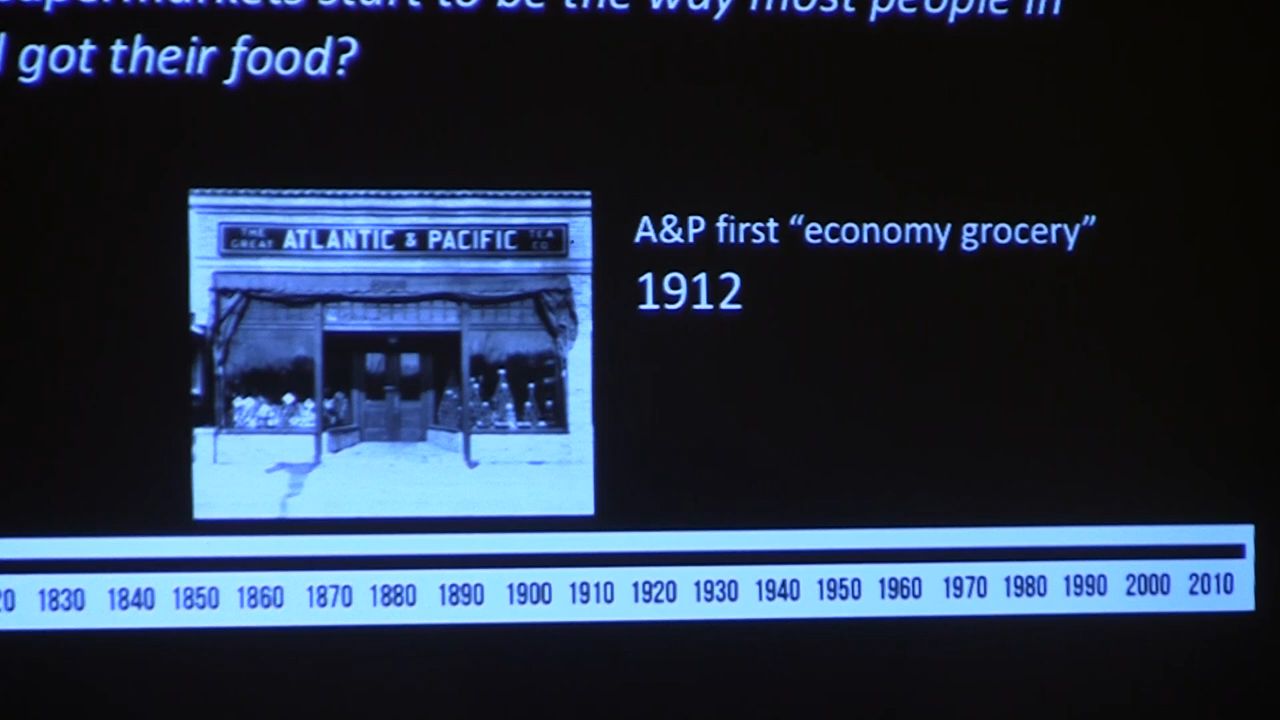 supermarkets start to be the way most people in
got their food?
THE GREAT ATLANTIC & PACIFIC TEA CO
A&P first “economy grocery”
1912
1830 1840 1850 1860 1870 1880 1890 1900 1910 1920 1930 1940 1950 1960 1970 1980 1990 2000 2010